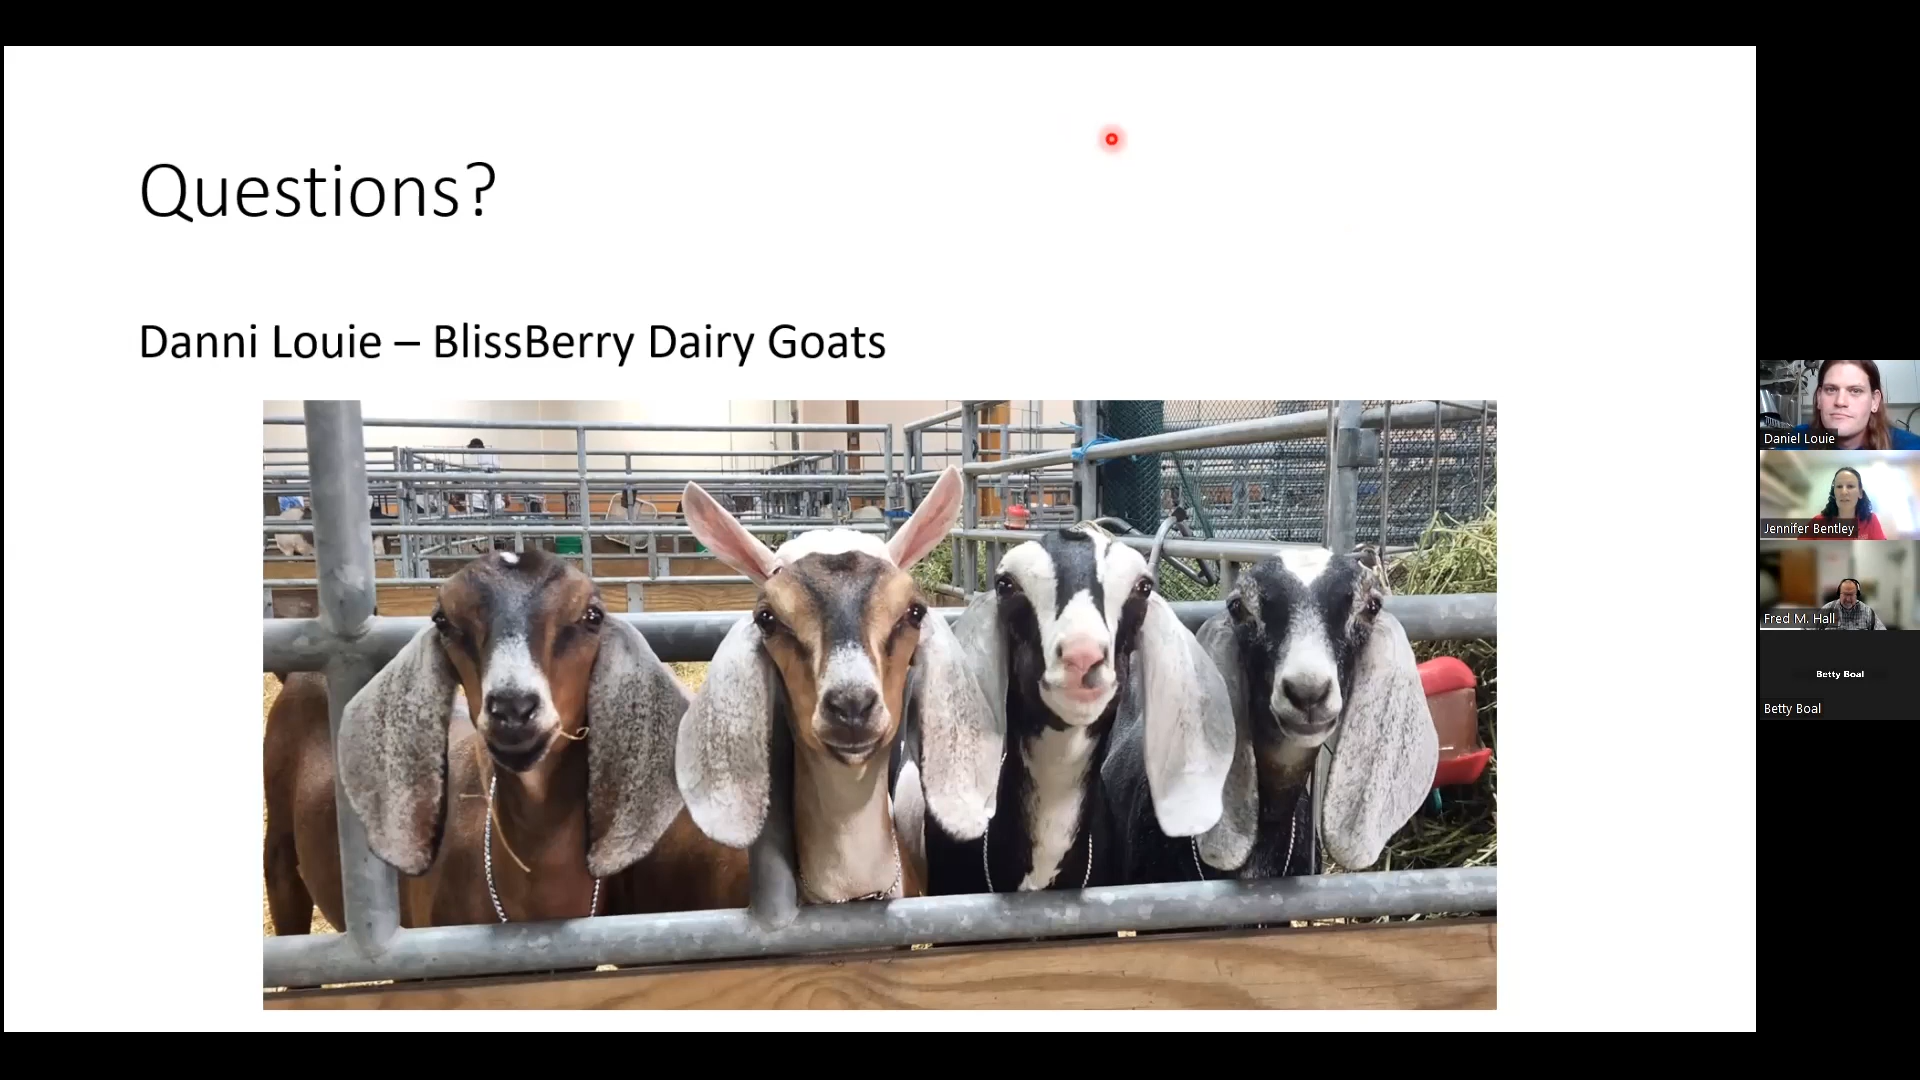 Questions?
Danni Louie – BlissBerry Dairy Goats
Daniel Louie
Jennifer Bentley
Fred M. Hall
Betty Boal
Betty Boal